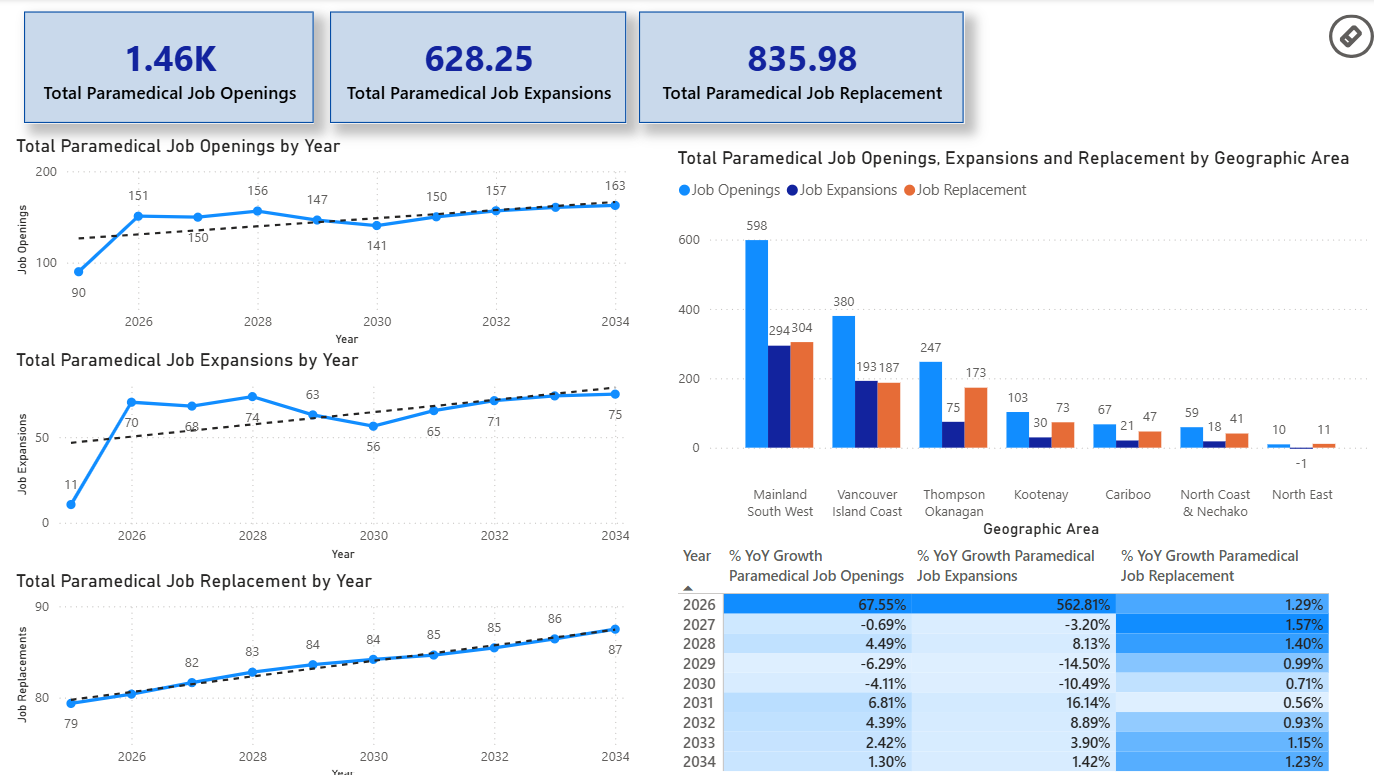 1.46K
Total Paramedical Job Openings
628.25
Total Paramedical Job Expansions
835.98
Total Paramedical Job Replacement
Total Paramedical Job Openings by Year
Job Openings
200
100
90
151
150
156
147
141
150
157
163
2026
2028
2030
2032
2034
Year
Total Paramedical Job Expansions by Year
Job Expansions
50
0
11
70
68
74
63
56
65
71
75
2026
2028
2030
2032
2034
Year
Total Paramedical Job Replacement by Year
Job Replacements
90
80
79
82
83
84
84
85
85
86
87
2026
2028
2030
2032
2034
Year
Total Paramedical Job Openings, Expansions and Replacement by Geographic Area
Job Openings Job Expansions Job Replacement
600
400
200
0
598 294 304
380 193 187
247 75 173
103 30 73
67 21 47
59 18 41
10 -1 11
Mainland
South West
Vancouver
Island Coast
Thompson
Okanagan
Kootenay
Cariboo
North Coast
& Nechako
North East
Geographic Area
Year % YoY Growth Paramedical Job Openings % YoY Growth Paramedical Job Expansions % YoY Growth Paramedical Job Replacement
2026 67.55% 562.81% 1.29%
2027 -0.69% -3.20% 1.57%
2028 4.49% 8.13% 1.40%
2029 -6.29% -14.50% 0.99%
2030 -4.11% -10.49% 0.71%
2031 6.81% 16.14% 0.56%
2032 4.39% 8.89% 0.93%
2033 2.42% 3.90% 1.15%
2034 1.30% 1.42% 1.23%